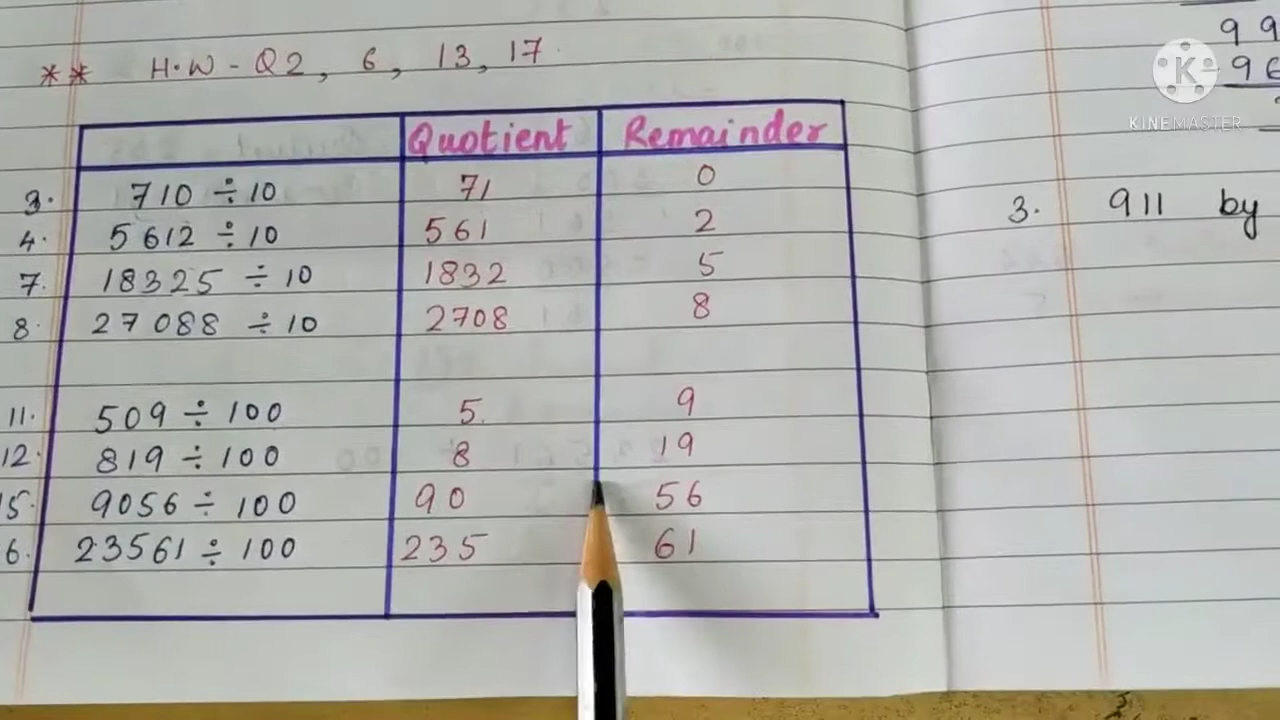 ** H.W - Q2, 6, 13, 17
Quotient Remainder
3. 710 ÷ 10 71 0
4. 5612 ÷ 10 561 2
7. 18325 ÷ 10 1832 5
8. 27088 ÷ 10 2708 8
11. 509 ÷ 100 5 9
12. 819 ÷ 100 8 19
15. 9056 ÷ 100 90 56
6. 23561 ÷ 100 235 61
99
- 96
K
KINEMASTER
3. 911 by